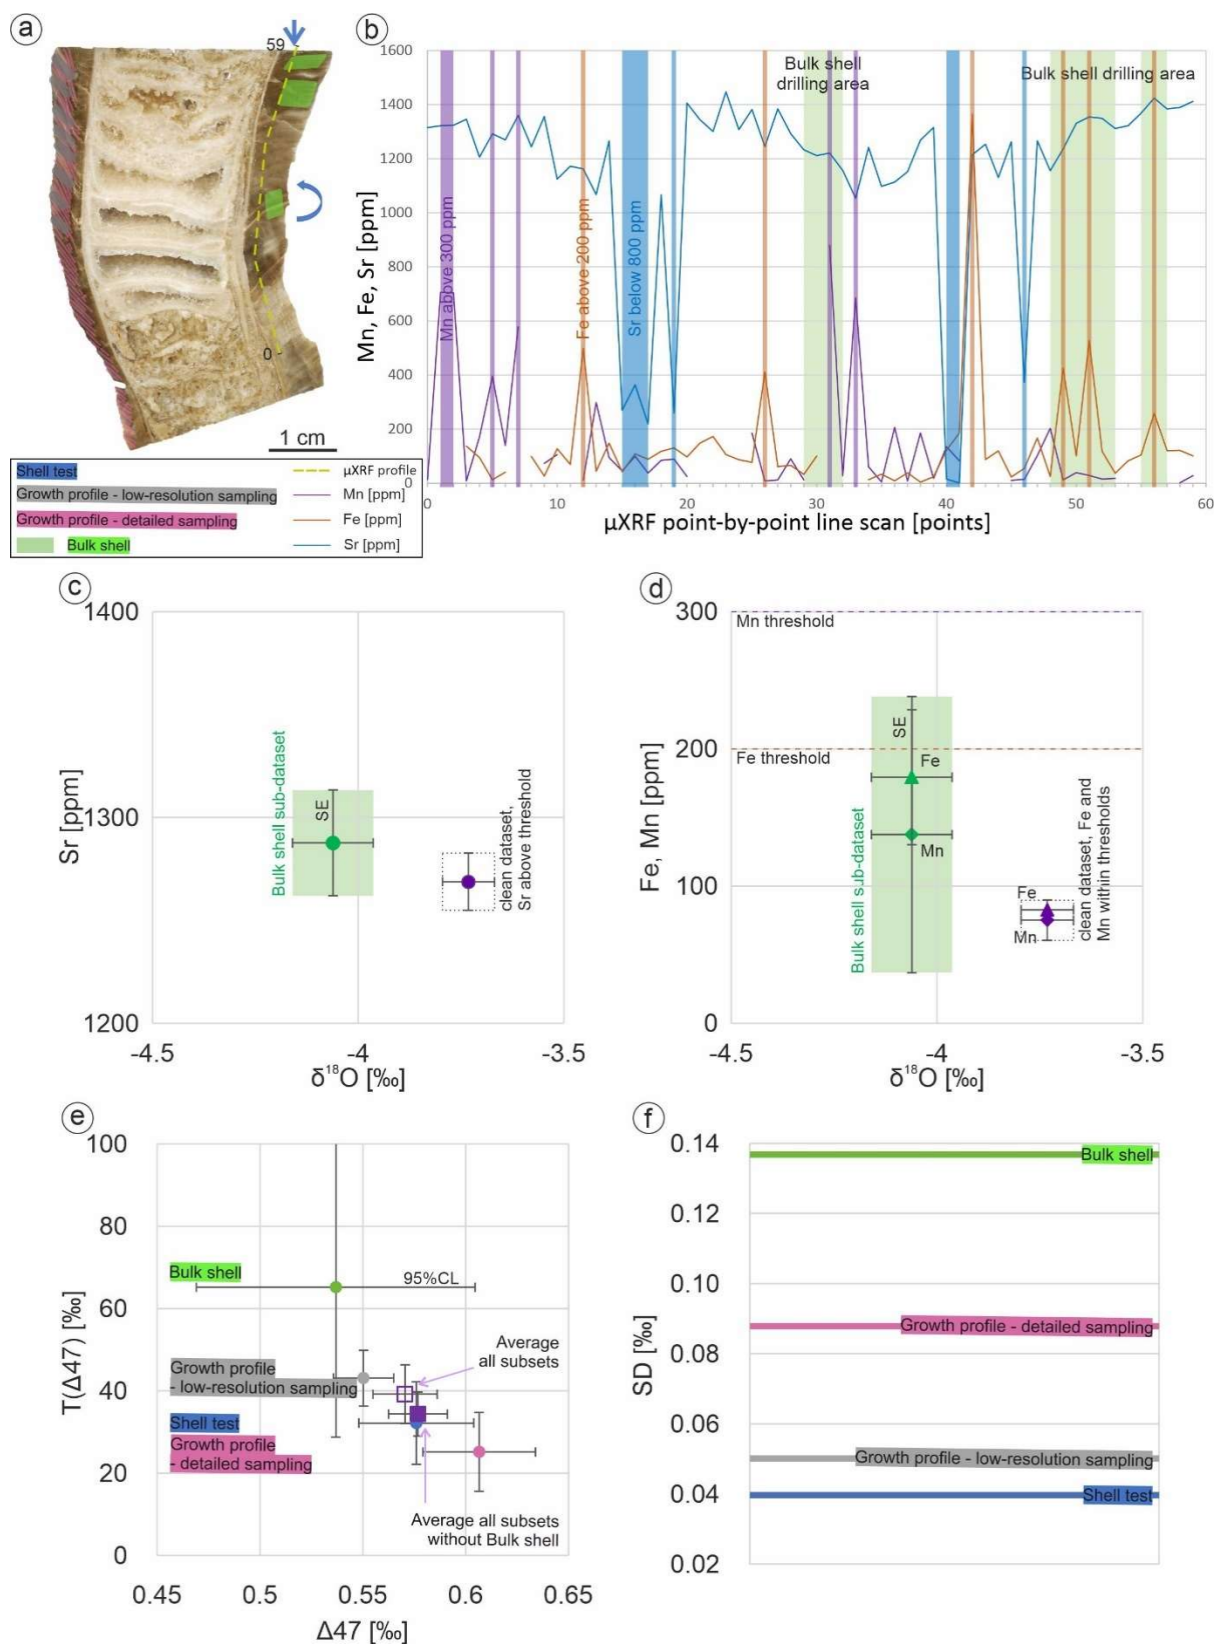 a
59
0
1 cm
Shell test
Growth profile - low-resolution sampling
Growth profile - detailed sampling
Bulk shell
µXRF profile
Mn [ppm]
Fe [ppm]
Sr [ppm]
b
1600
1400
1200
1000
800
600
400
200
0
Mn, Fe, Sr [ppm]
Mn above 300 ppm
Fe above 200 ppm
Sr below 800 ppm
Bulk shell
drilling area
Bulk shell drilling area
0
10
20
30
40
50
60
µXRF point-by-point line scan [points]
c
1400
1300
1200
Sr [ppm]
Bulk shell sub-dataset
SE
clean dataset,
Sr above threshold
-4.5
-4
-3.5
δ¹⁸O [‰]
d
300
200
100
0
Fe, Mn [ppm]
Mn threshold
Fe threshold
Bulk shell sub-dataset
SE
Fe
Mn
Fe
Mn
clean dataset, Fe and
Mn within thresholds
-4.5
-4
-3.5
δ¹⁸O [‰]
e
100
80
60
40
20
0
T(Δ47) [‰]
Bulk shell
95%CL
Growth profile
- low-resolution sampling
Shell test
Growth profile
- detailed sampling
Average
all subsets
Average all subsets
without Bulk shell
0.45
0.5
0.55
0.6
0.65
Δ47 [‰]
f
0.14
0.12
0.10
0.08
0.06
0.04
0.02
SD [‰]
Bulk shell
Growth profile - detailed sampling
Growth profile - low-resolution sampling
Shell test